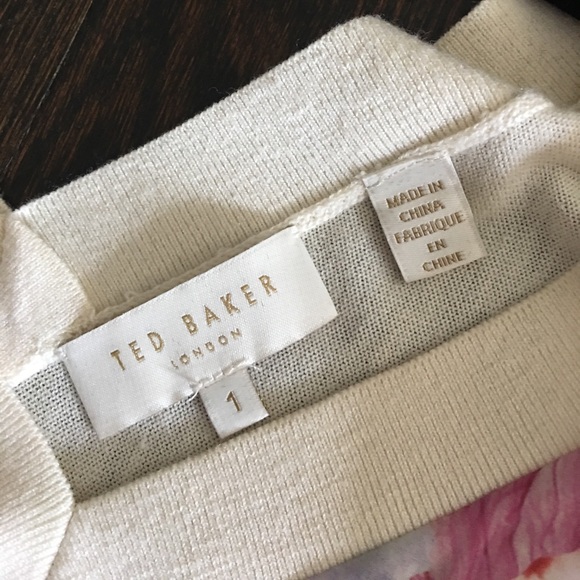 TED BAKER
LONDON
1
MADE IN
CHINA
FABRIQUE
EN
CHINE